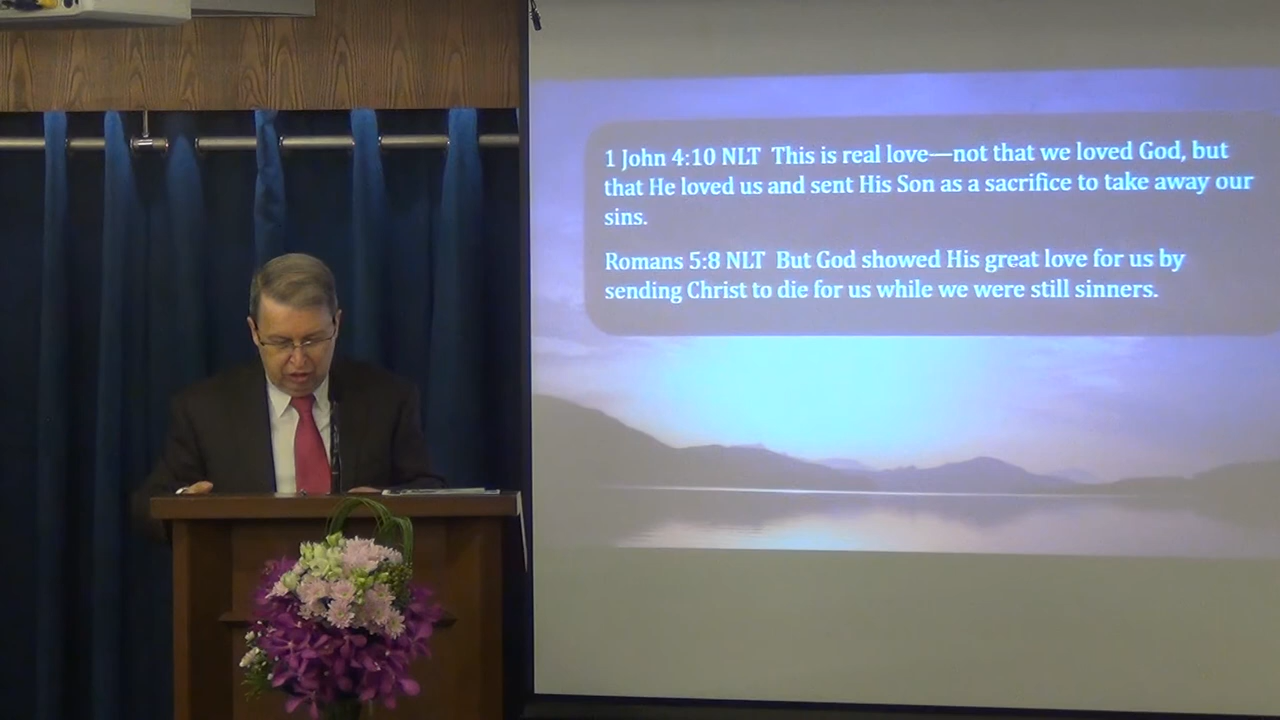 1 John 4:10 NLT  This is real love—not that we loved God, but
that He loved us and sent His Son as a sacrifice to take away our
sins.
Romans 5:8 NLT  But God showed His great love for us by
sending Christ to die for us while we were still sinners.